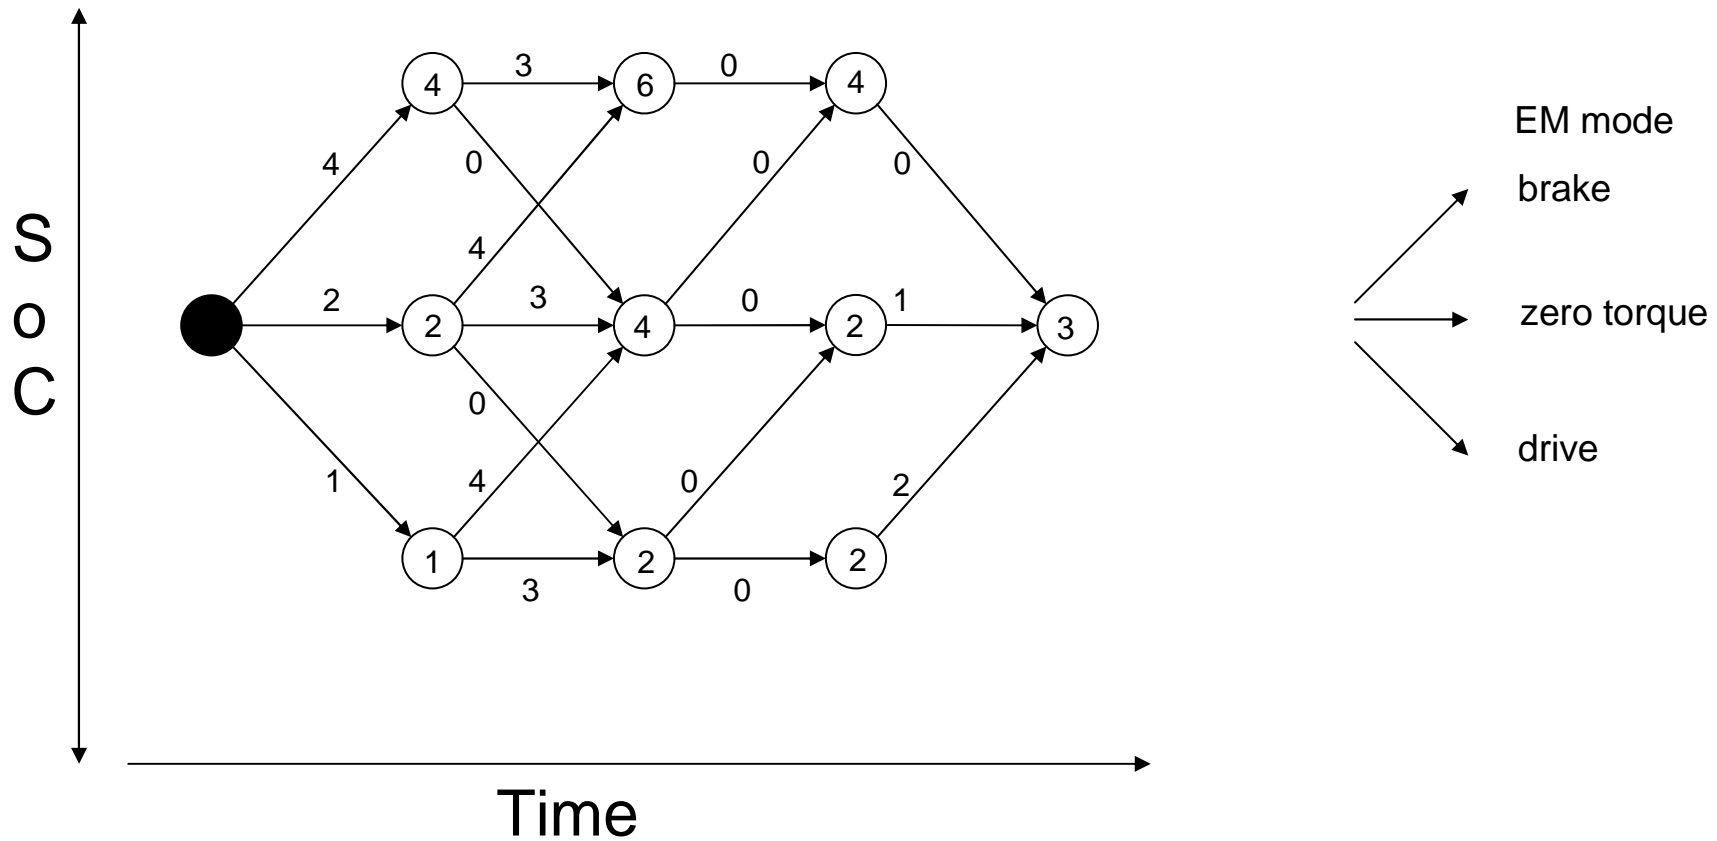 S
o
C
4 3 6 0 4
4 0 0 0
4
2 2 3 4 0 2 1 3
0
1 4 0 2
1 3 2 0 2
Time
EM mode
brake
zero torque
drive